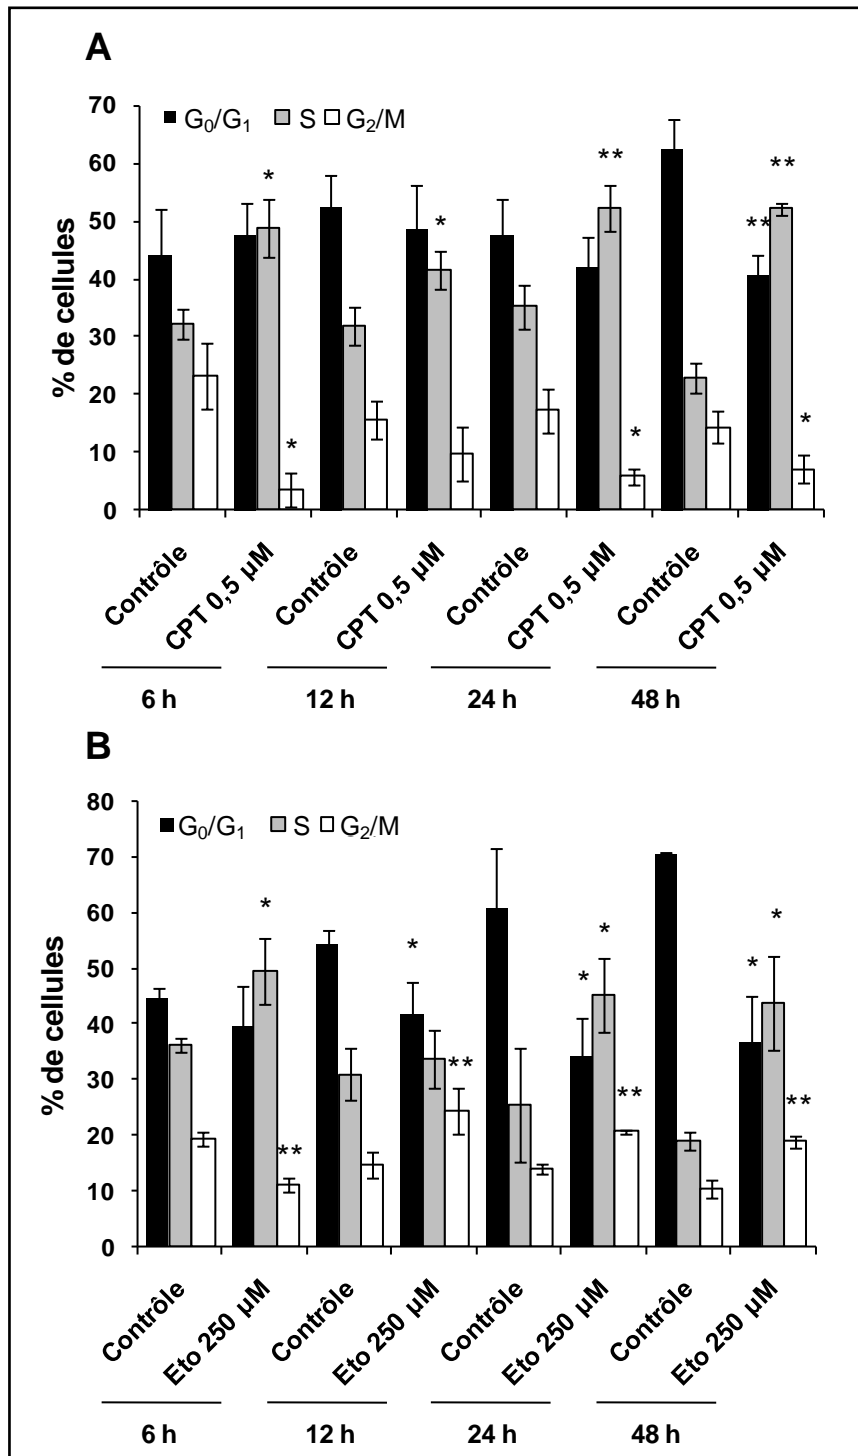 A
70
G₀/G₁ S G₂/M
60
50
40
30
20
10
0
% de cellules
* * ** ** **
* * *
Contrôle CPT 0,5 µM Contrôle CPT 0,5 µM Contrôle CPT 0,5 µM Contrôle CPT 0,5 µM
6 h 12 h 24 h 48 h
B
80
G₀/G₁ S G₂/M
70
60
50
40
30
20
10
0
% de cellules
* * * * * *
** ** ** **
Contrôle Eto 250 µM Contrôle Eto 250 µM Contrôle Eto 250 µM Contrôle Eto 250 µM
6 h 12 h 24 h 48 h